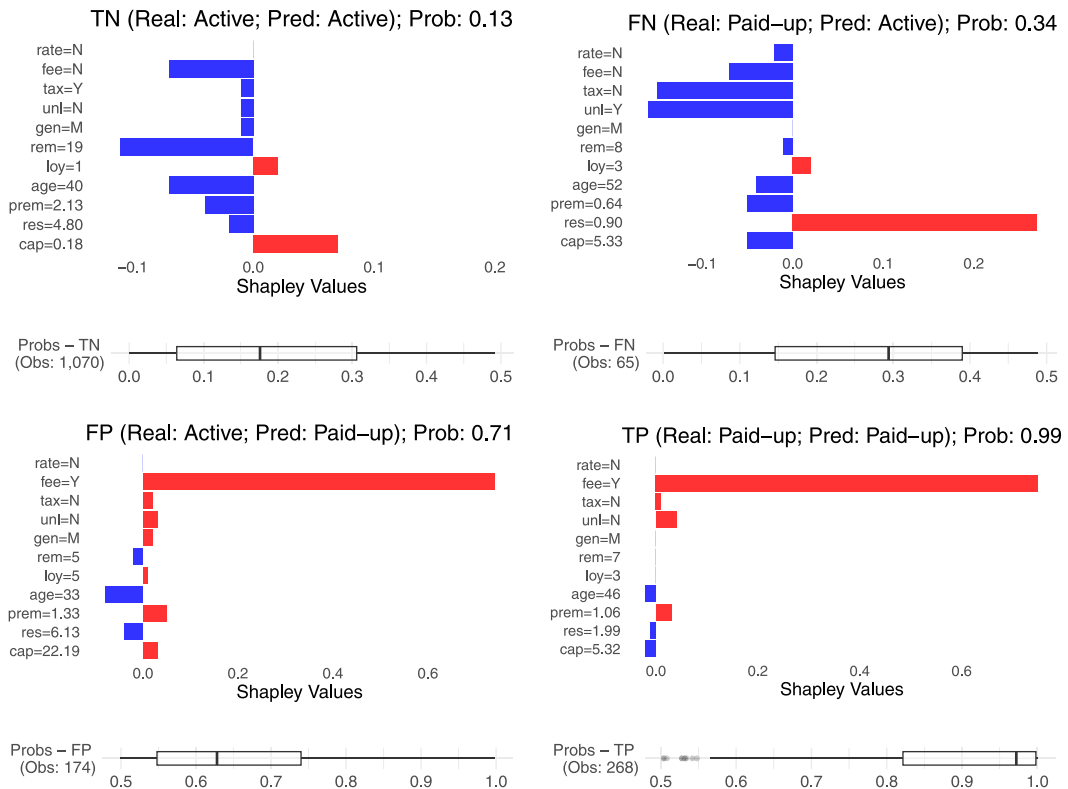 TN (Real: Active; Pred: Active); Prob: 0.13
rate=N
fee=N
tax=Y
unl=N
gen=M
rem=19
loy=1
age=40
prem=2.13
res=4.80
cap=0.18
−0.1 0.0 0.1 0.2
Shapley Values
Probs − TN
(Obs: 1,070)
0.0 0.1 0.2 0.3 0.4 0.5
FN (Real: Paid−up; Pred: Active); Prob: 0.34
rate=N
fee=N
tax=N
unl=Y
gen=M
rem=8
loy=3
age=52
prem=0.64
res=0.90
cap=5.33
−0.1 0.0 0.1 0.2
Shapley Values
Probs − FN
(Obs: 65)
0.0 0.1 0.2 0.3 0.4 0.5
FP (Real: Active; Pred: Paid−up); Prob: 0.71
rate=N
fee=Y
tax=N
unl=N
gen=M
rem=5
loy=5
age=33
prem=1.33
res=6.13
cap=22.19
0.0 0.2 0.4 0.6
Shapley Values
Probs − FP
(Obs: 174)
0.5 0.6 0.7 0.8 0.9 1.0
TP (Real: Paid−up; Pred: Paid−up); Prob: 0.99
rate=N
fee=Y
tax=N
unl=N
gen=M
rem=7
loy=3
age=46
prem=1.06
res=1.99
cap=5.32
0.0 0.2 0.4 0.6
Shapley Values
Probs − TP
(Obs: 268)
0.5 0.6 0.7 0.8 0.9 1.0